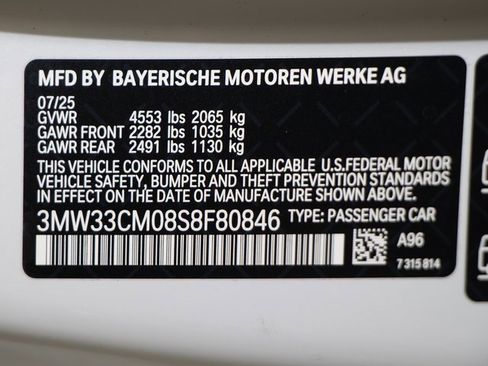 MFD BY BAYERISCHE MOTOREN WERKE AG
07/25
GVWR 4553 lbs 2065 kg
GAWR FRONT 2282 lbs 1035 kg
GAWR REAR 2491 lbs 1130 kg
THIS VEHICLE CONFORMS TO ALL APPLICABLE U.S.FEDERAL MOTOR
VEHICLE SAFETY, BUMPER AND THEFT PREVENTION STANDARDS
IN EFFECT ON THE DATE OF MANUFACTURE SHOWN ABOVE.
3MW33CM08S8F80846 TYPE: PASSENGER CAR
A96
7 315 814